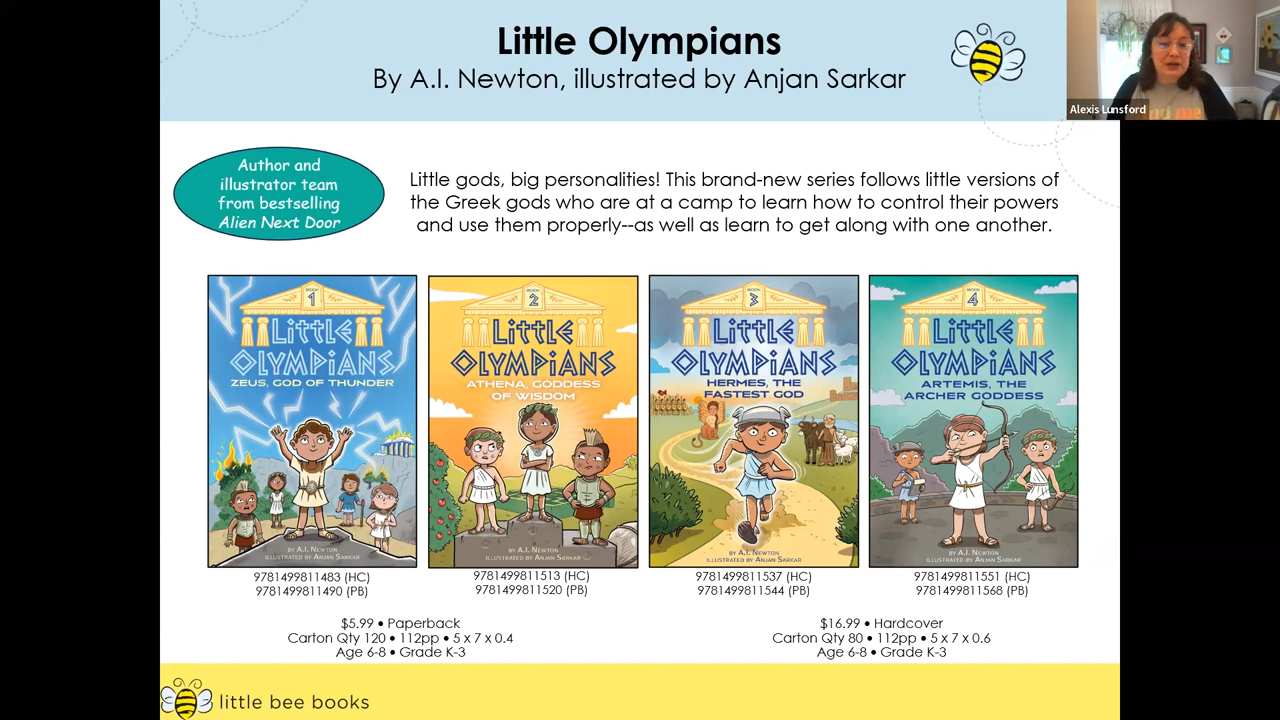 Little Olympians
By A.I. Newton, illustrated by Anjan Sarkar
Alexis Lunsford
Author and
illustrator team
from bestselling
Alien Next Door
Little gods, big personalities! This brand-new series follows little versions of
the Greek gods who are at a camp to learn how to control their powers
and use them properly--as well as learn to get along with one another.
BOOK
1
LITTLE
OLYMPIANS
ZEUS, GOD OF THUNDER
BY A.I. NEWTON
ILLUSTRATED BY ANJAN SARKAR
BOOK
2
LITTLE
OLYMPIANS
ATHENA, GODDESS
OF WISDOM
BY A.I. NEWTON
ILLUSTRATED BY ANJAN SARKAR
BOOK
3
LITTLE
OLYMPIANS
HERMES, THE
FASTEST GOD
BY A.I. NEWTON
ILLUSTRATED BY ANJAN SARKAR
BOOK
4
LITTLE
OLYMPIANS
ARTEMIS, THE
ARCHER GODDESS
BY A.I. NEWTON
ILLUSTRATED BY ANJAN SARKAR
9781499811483 (HC)
9781499811490 (PB)
9781499811513 (HC)
9781499811520 (PB)
9781499811537 (HC)
9781499811544 (PB)
9781499811551 (HC)
9781499811568 (PB)
$5.99 • Paperback
Carton Qty 120 • 112pp • 5 x 7 x 0.4
Age 6-8 • Grade K-3
$16.99 • Hardcover
Carton Qty 80 • 112pp • 5 x 7 x 0.6
Age 6-8 • Grade K-3
little bee books